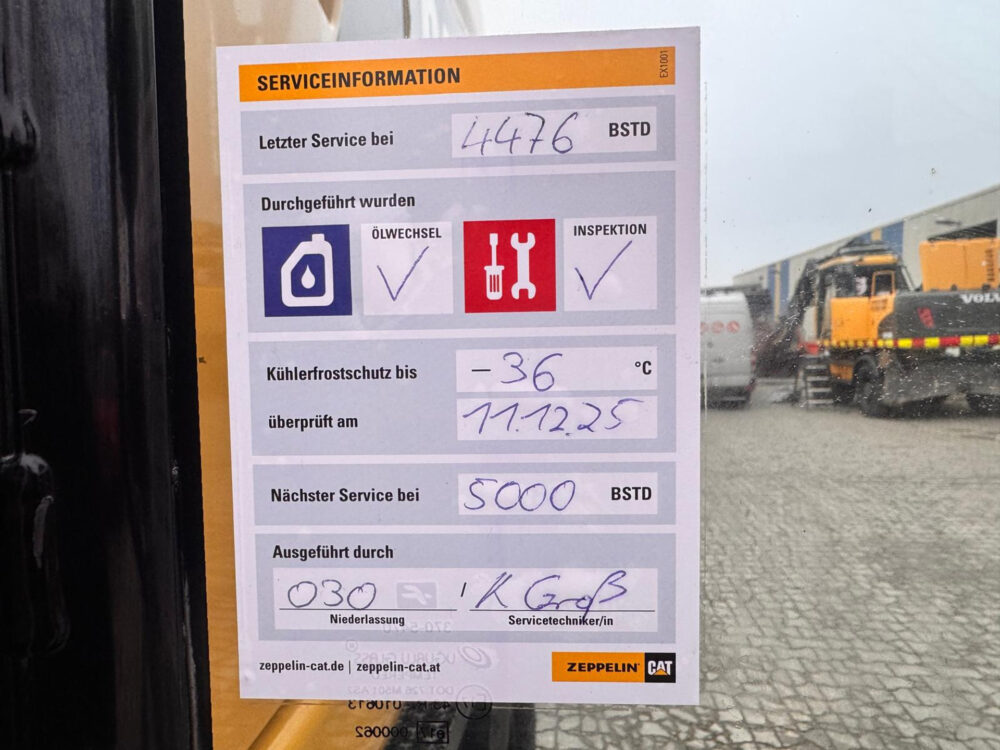 SERVICEINFORMATION
EX1001
Letzter Service bei 4476 BSTD
Durchgeführt wurden
ÖLWECHSEL ✓ INSPEKTION ✓
Kühlerfrostschutz bis -36 °C
überprüft am 11.12.25
Nächster Service bei 5000 BSTD
Ausgeführt durch
030 / K Groß
Niederlassung Servicetechniker/in
zeppelin-cat.de | zeppelin-cat.at ZEPPELIN CAT
VOLV